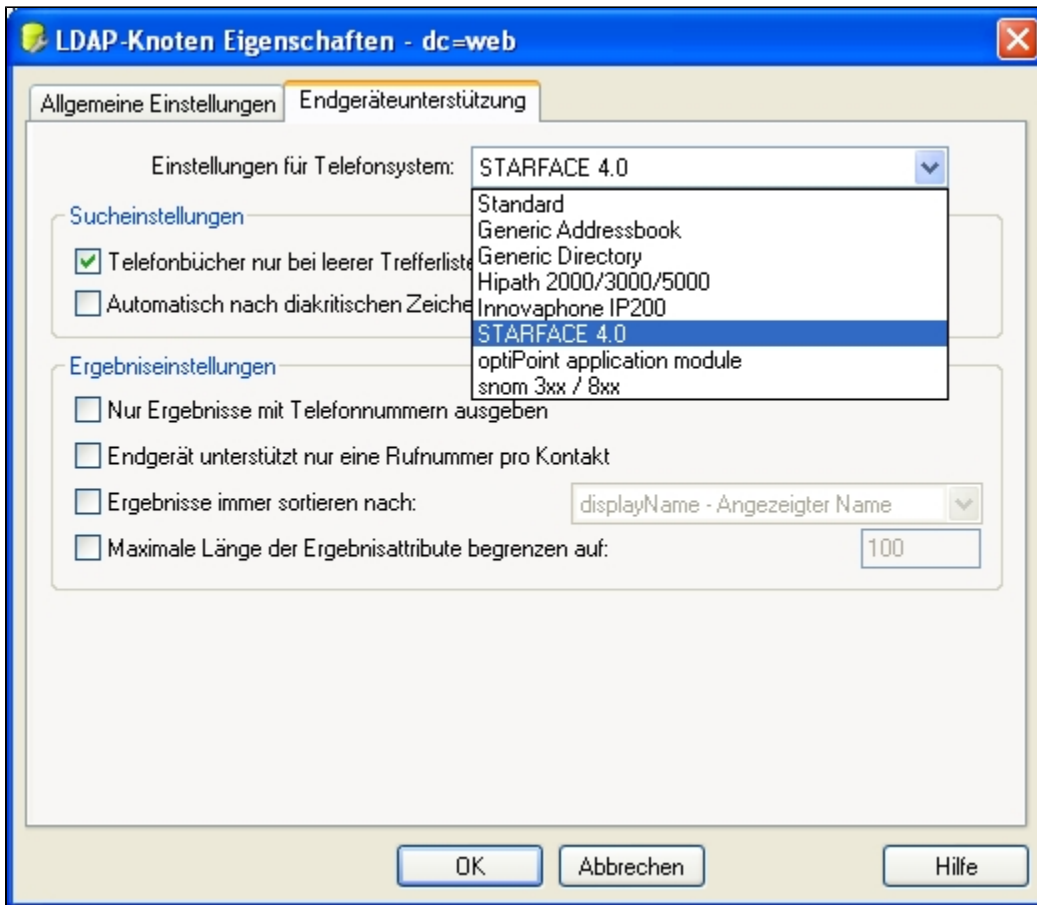 LDAP-Knoten Eigenschaften - dc=web
Allgemeine Einstellungen
Endgeräteunterstützung
Einstellungen für Telefonsystem:
STARFACE 4.0
Standard
Generic Addressbook
Generic Directory
Hipath 2000/3000/5000
Innovaphone IP200
STARFACE 4.0
optiPoint application module
snom 3xx / 8xx
Sucheinstellungen
Telefonbücher nur bei leerer Trefferliste
Automatisch nach diakritischen Zeiche
Ergebniseinstellungen
Nur Ergebnisse mit Telefonnummern ausgeben
Endgerät unterstützt nur eine Rufnummer pro Kontakt
Ergebnisse immer sortieren nach:
displayName - Angezeigter Name
Maximale Länge der Ergebnisattribute begrenzen auf:
100
OK
Abbrechen
Hilfe